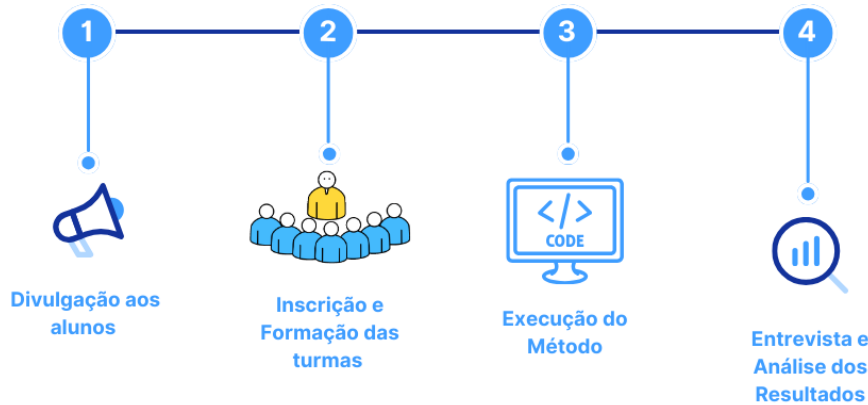 1
2
3
4
</>
CODE
Divulgação aos
alunos
Inscrição e
Formação das
turmas
Execução do
Método
Entrevista e
Análise dos
Resultados